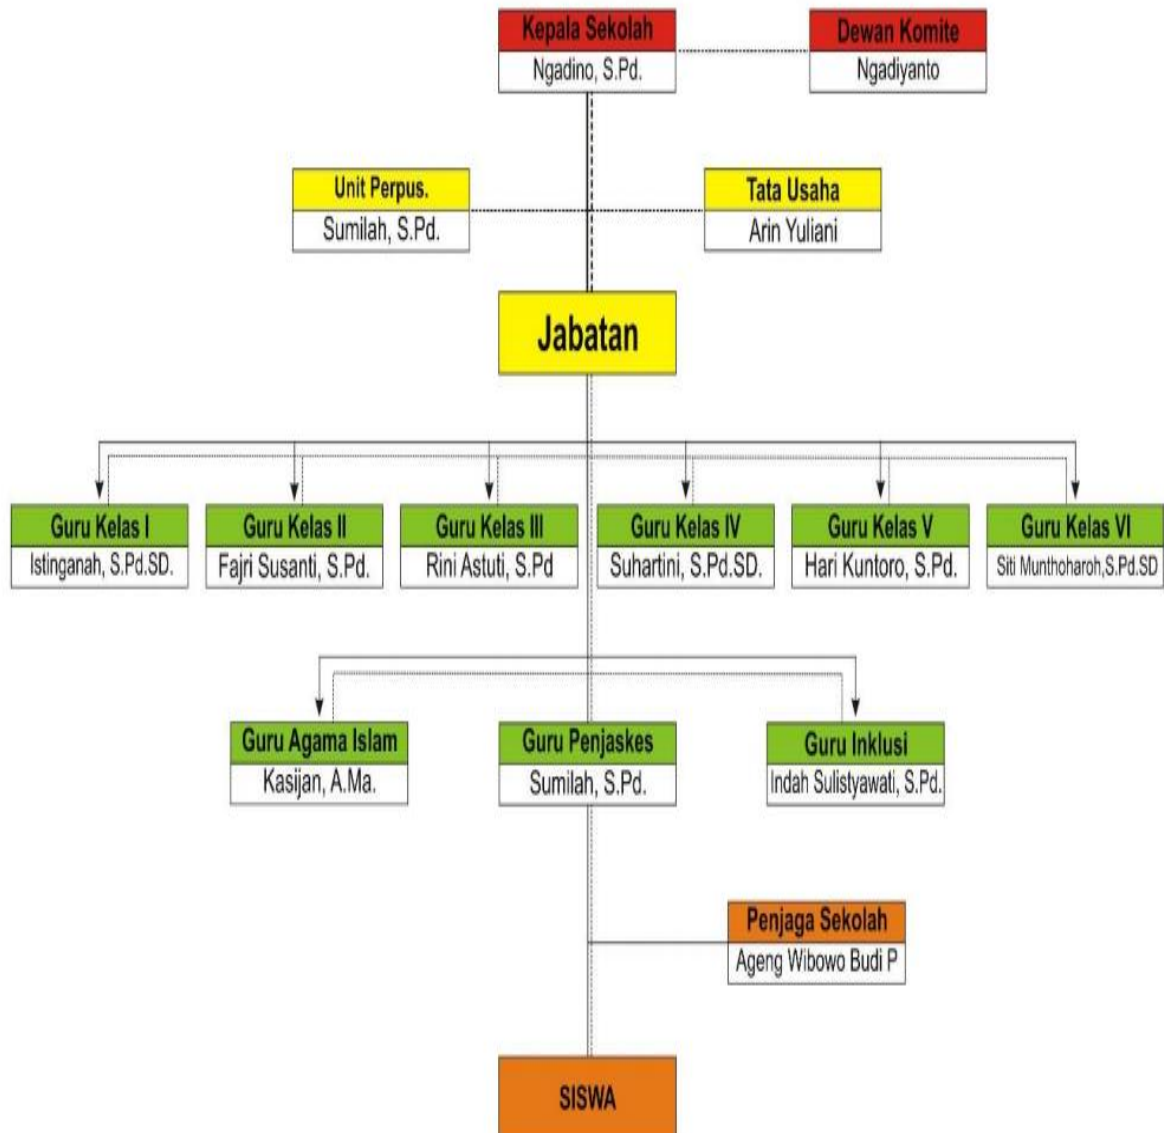 Kepala Sekolah
Ngadino, S.Pd.
Dewan Komite
Ngadiyanto
Unit Perpus.
Sumilah, S.Pd.
Tata Usaha
Arin Yuliani
Jabatan
Guru Kelas I
Istinganah, S.Pd.SD.
Guru Kelas II
Fajri Susanti, S.Pd.
Guru Kelas III
Rini Astuti, S.Pd
Guru Kelas IV
Suhartini, S.Pd.SD.
Guru Kelas V
Hari Kuntoro, S.Pd.
Guru Kelas VI
Siti Munthoharoh,S.Pd.SD
Guru Agama Islam
Kasijan, A.Ma.
Guru Penjaskes
Sumilah, S.Pd.
Guru Inklusi
Indah Sulistyawati, S.Pd.
Penjaga Sekolah
Ageng Wibowo Budi P
SISWA